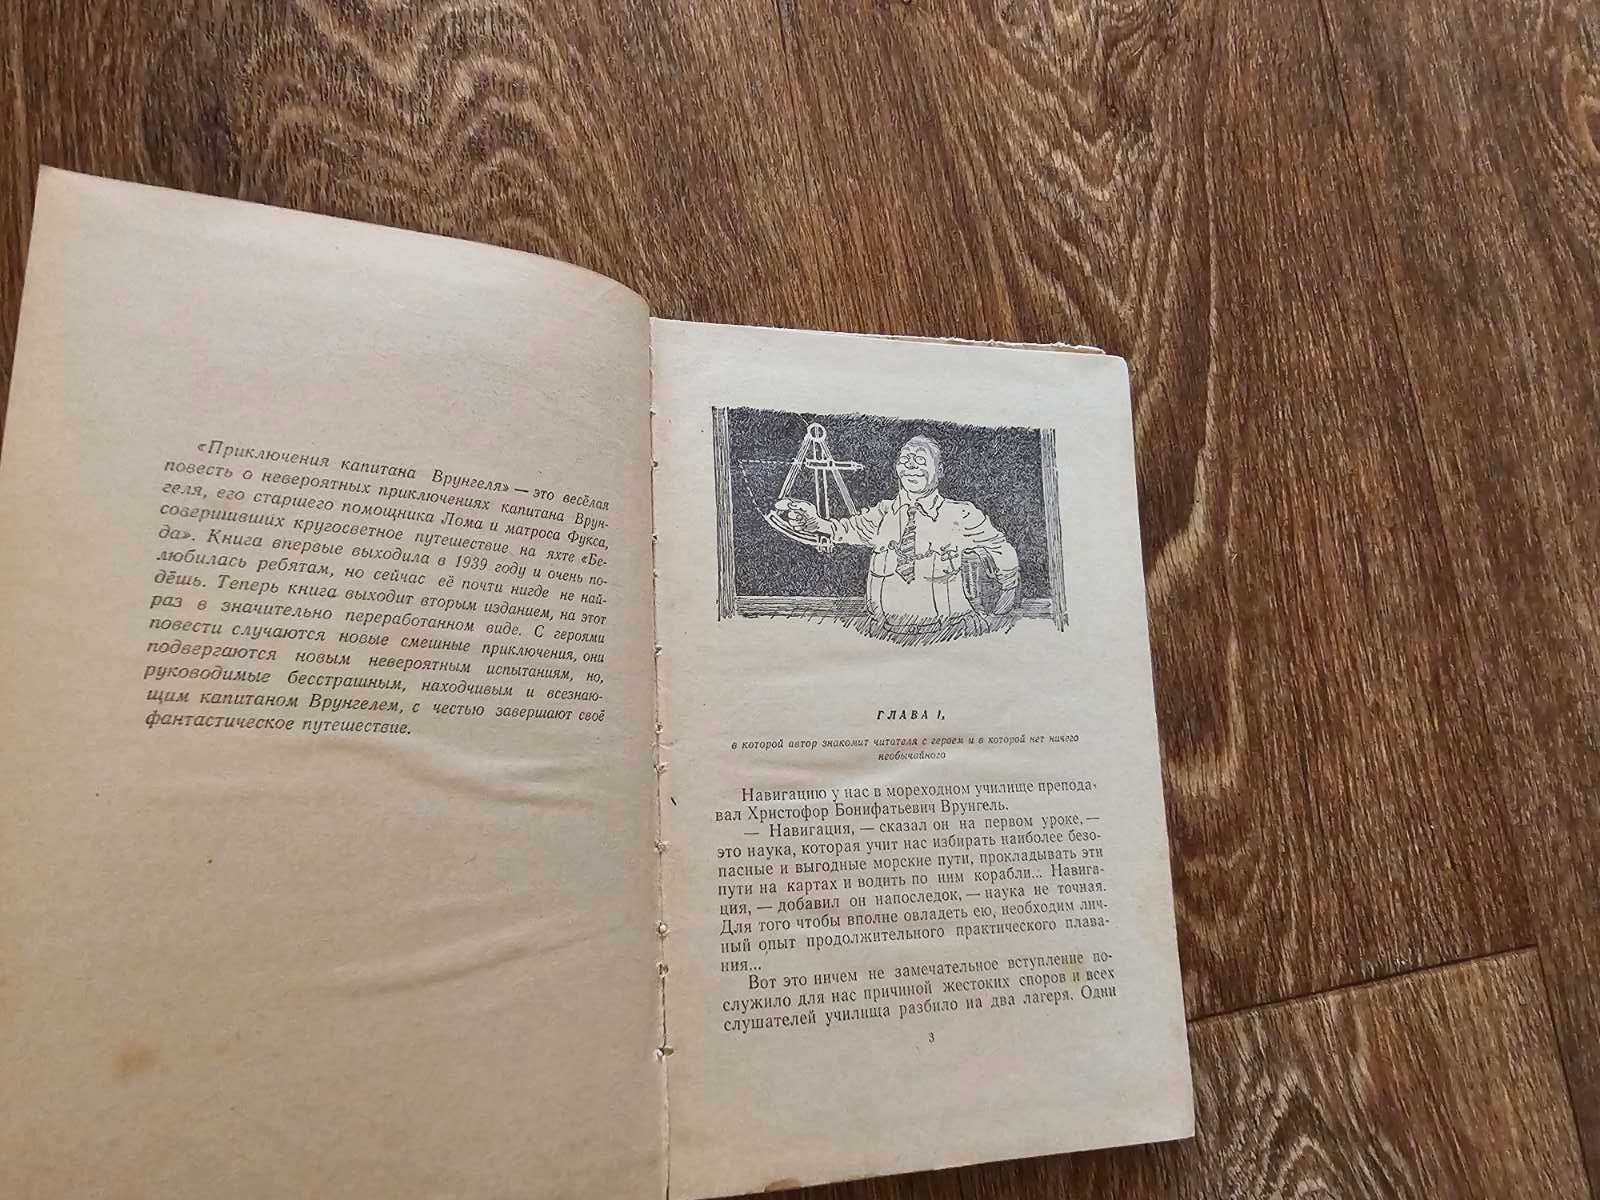 «Приключения капитана Врунгеля» — это весёлая
повесть о невероятных приключениях капитана Врун-
геля, его старшего помощника Лома и матроса Фукса,
совершивших кругосветное путешествие на яхте «Бе-
да». Книга впервые выходила в 1939 году и очень по-
любилась ребятам, но сейчас её почти нигде не най-
дёшь. Теперь книга выходит вторым изданием, на этот
раз в значительно переработанном виде. С героями
повести случаются новые смешные приключения, они
подвергаются новым невероятным испытаниям, но,
руководимые бесстрашным, находчивым и всезнаю-
щим капитаном Врунгелем, с честью завершают своё
фантастическое путешествие.
ГЛАВА I,
в которой автор знакомит читателя с героем и в которой нет ничего
необычайного
Навигацию у нас в мореходном училище препода-
вал Христофор Бонифатьевич Врунгель.
— Навигация, — сказал он на первом уроке, —
это наука, которая учит нас избирать наиболее безо-
пасные и выгодные морские пути, прокладывать эти
пути на картах и водить по ним корабли... Навига-
ция, — добавил он напоследок, — наука не точная.
Для того чтобы вполне овладеть ею, необходим лич-
ный опыт продолжительного практического плава-
ния...
Вот это ничем не замечательное вступление по-
служило для нас причиной жестоких споров и всех
слушателей училища разбило на два лагеря. Одни
3